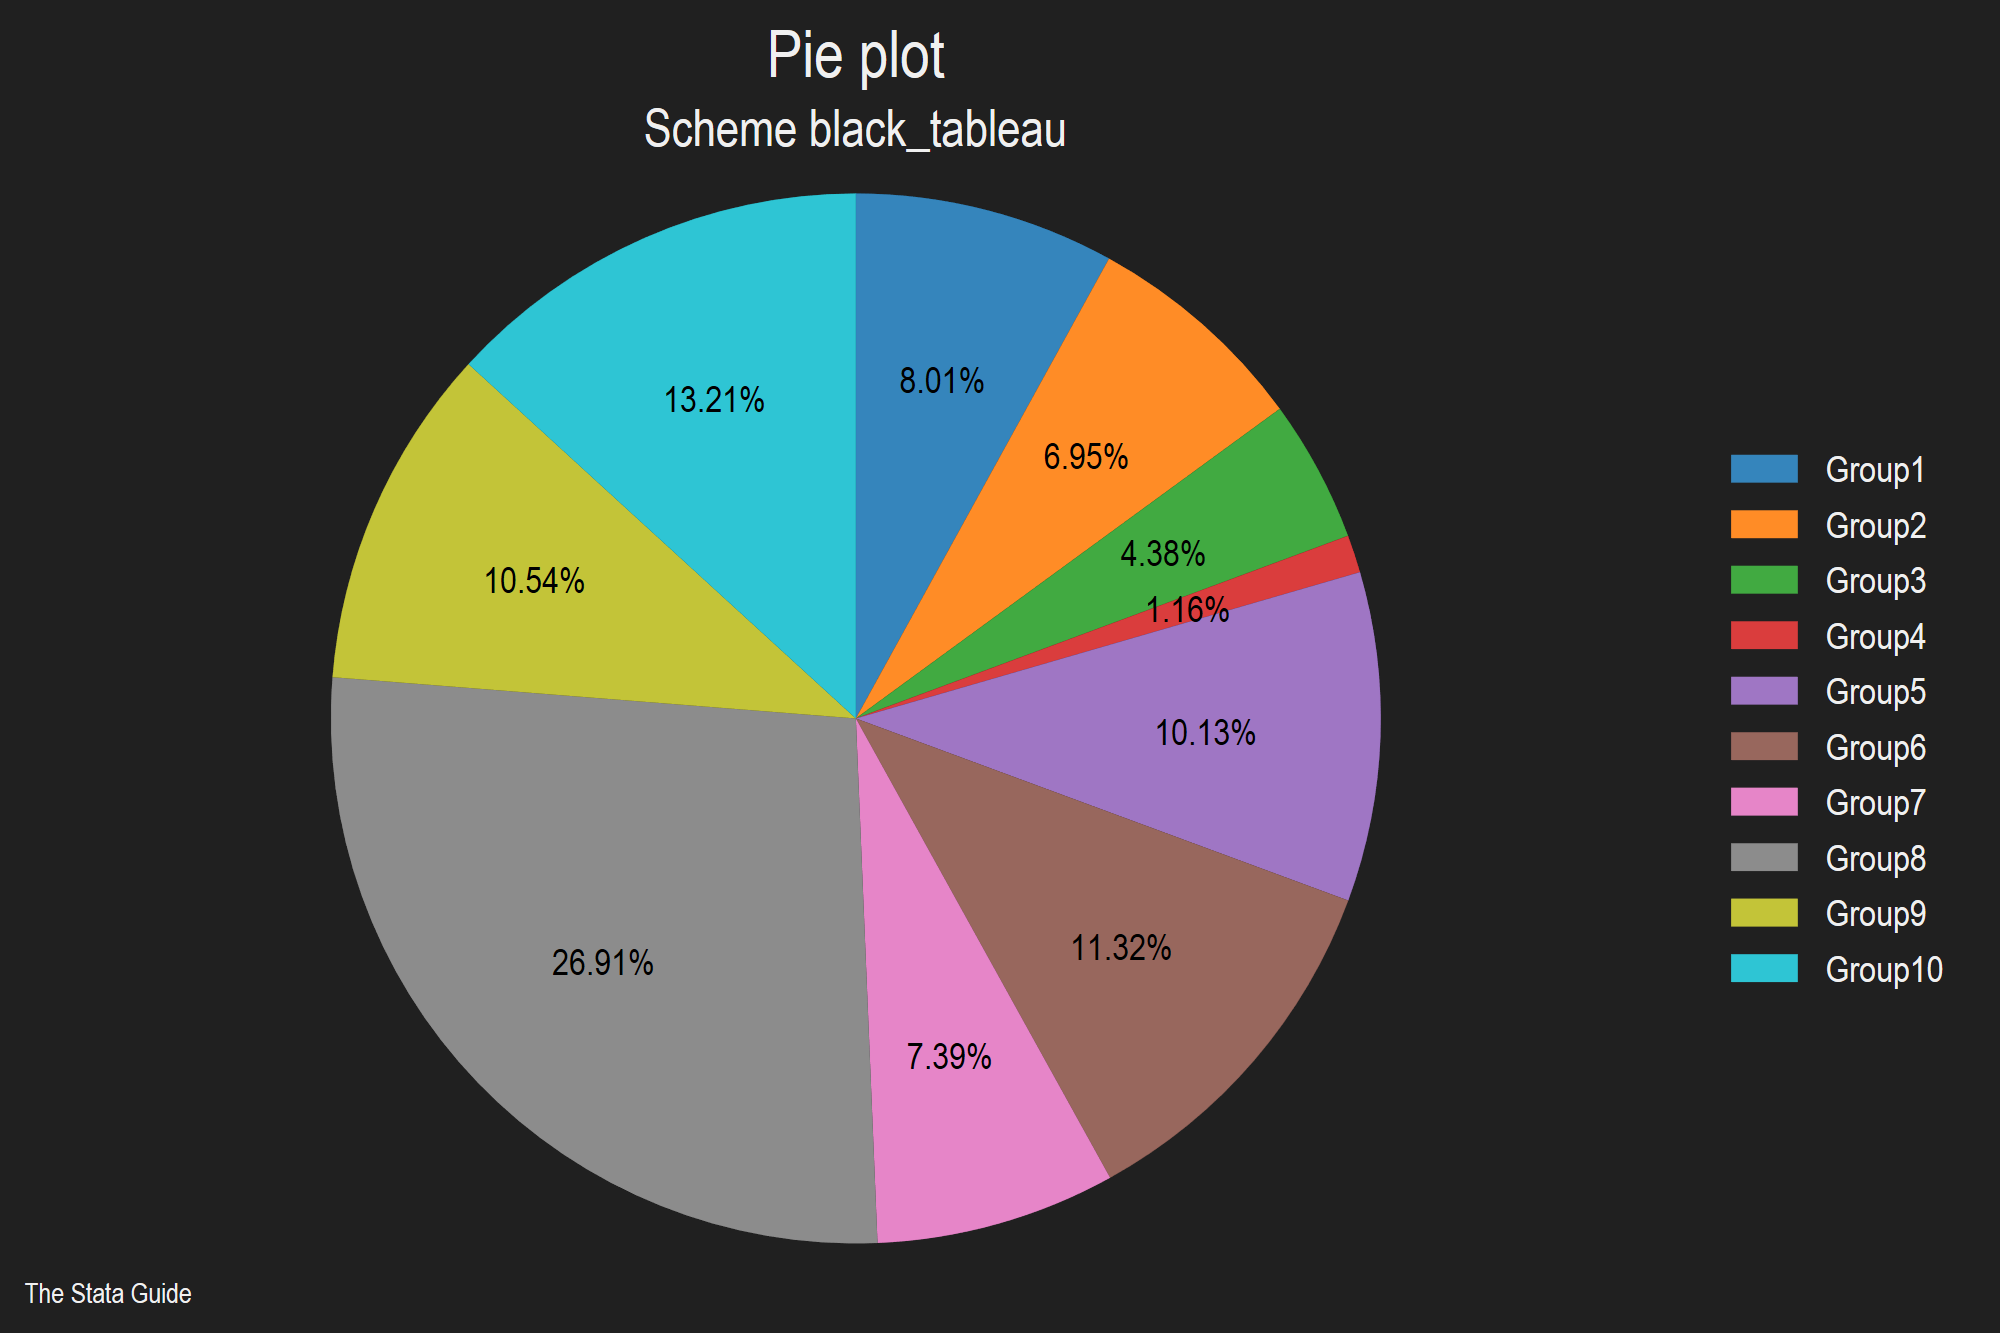 Pie plot
Scheme black_tableau
8.01%
6.95%
4.38%
1.16%
10.13%
11.32%
7.39%
26.91%
10.54%
13.21%
Group1
Group2
Group3
Group4
Group5
Group6
Group7
Group8
Group9
Group10
The Stata Guide